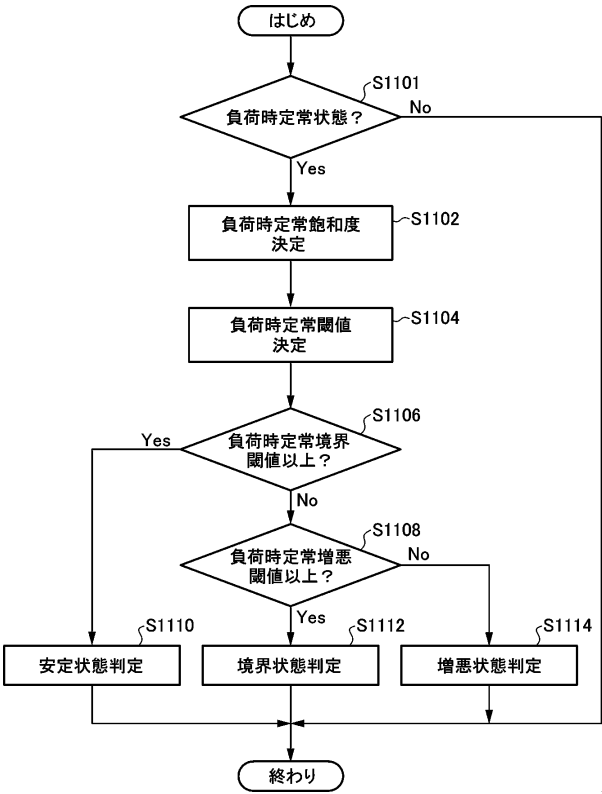 はじめ
S1101
負荷時定常状態？
No
Yes
S1102
負荷時定常飽和度
決定
S1104
負荷時定常閾値
決定
S1106
Yes
負荷時定常境界
閾値以上？
No
S1108
負荷時定常増悪
閾値以上？
No
Yes
S1110
安定状態判定
S1112
境界状態判定
S1114
増悪状態判定
終わり